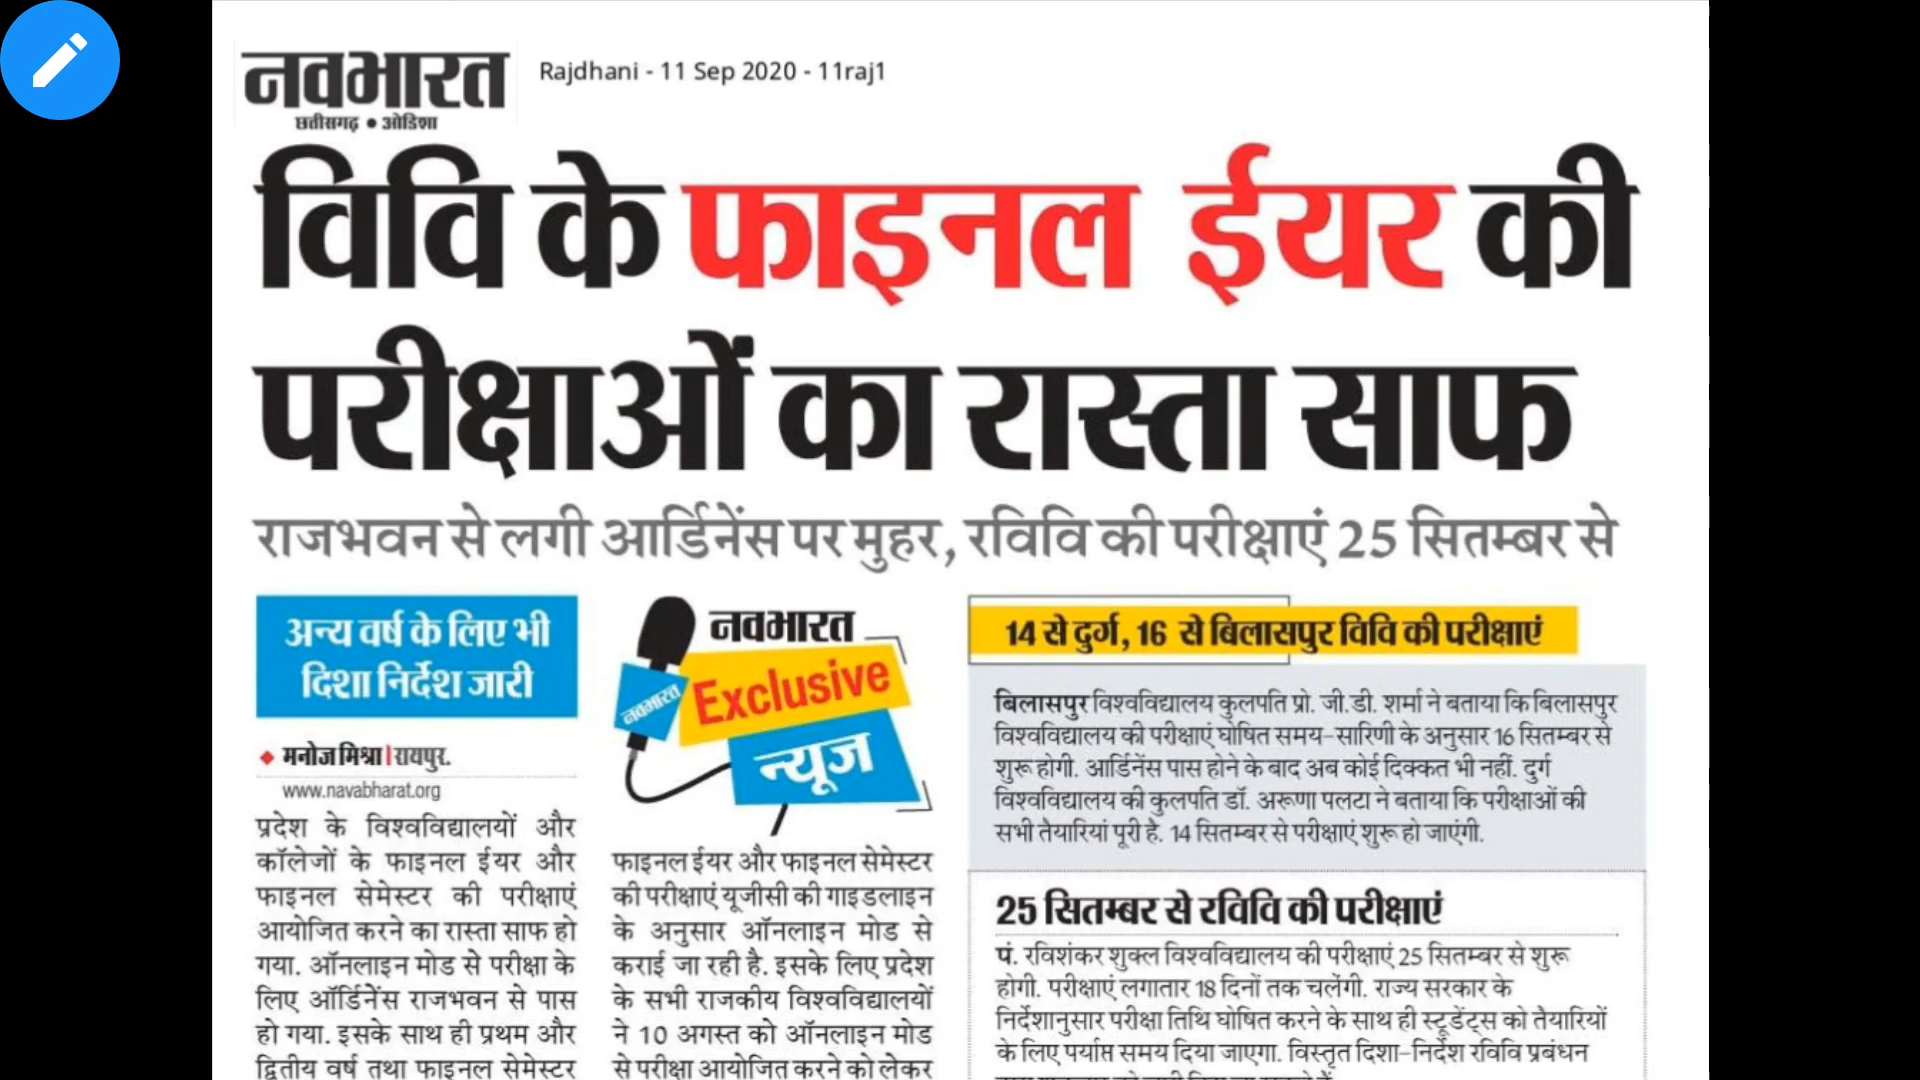 नवभारत
छत्तीसगढ़ • ओडिशा
Rajdhani - 11 Sep 2020 - 11raj1
विवि के फाइनल ईयर की
परीक्षाओं का रास्ता साफ
राजभवन से लगी आर्डिनेंस पर मुहर, रविवि की परीक्षाएं 25 सितम्बर से
अन्य वर्ष के लिए भी
दिशा निर्देश जारी
मनोज मिश्रा|रायपुर.
www.navabharat.org
प्रदेश के विश्वविद्यालयों और
कॉलेजों के फाइनल ईयर और
फाइनल सेमेस्टर की परीक्षाएं
आयोजित करने का रास्ता साफ हो
गया. ऑनलाइन मोड से परीक्षा के
लिए ऑर्डिनेंस राजभवन से पास
हो गया. इसके साथ ही प्रथम और
द्वितीय वर्ष तथा फाइनल सेमेस्टर
नवभारत
नवभारत
Exclusive
न्यूज
फाइनल ईयर और फाइनल सेमेस्टर
की परीक्षाएं यूजीसी की गाइडलाइन
के अनुसार ऑनलाइन मोड से
कराई जा रही है. इसके लिए प्रदेश
के सभी राजकीय विश्वविद्यालयों
ने 10 अगस्त को ऑनलाइन मोड
से परीक्षा आयोजित करने को लेकर
14 से दुर्ग, 16 से बिलासपुर विवि की परीक्षाएं
बिलासपुर विश्वविद्यालय कुलपति प्रो. जी.डी. शर्मा ने बताया कि बिलासपुर
विश्वविद्यालय की परीक्षाएं घोषित समय-सारिणी के अनुसार 16 सितम्बर से
शुरू होगी. आर्डिनेंस पास होने के बाद अब कोई दिक्कत भी नहीं. दुर्ग
विश्वविद्यालय की कुलपति डॉ. अरूणा पलटा ने बताया कि परीक्षाओं की
सभी तैयारियां पूरी है. 14 सितम्बर से परीक्षाएं शुरू हो जाएंगी.
25 सितम्बर से रविवि की परीक्षाएं
पं. रविशंकर शुक्ल विश्वविद्यालय की परीक्षाएं 25 सितम्बर से शुरू
होगी. परीक्षाएं लगातार 18 दिनों तक चलेंगी. राज्य सरकार के
निर्देशानुसार परीक्षा तिथि घोषित करने के साथ ही स्टूडेंट्स को तैयारियों
के लिए पर्याप्त समय दिया जाएगा. विस्तृत दिशा-निर्देश रविवि प्रबंधन